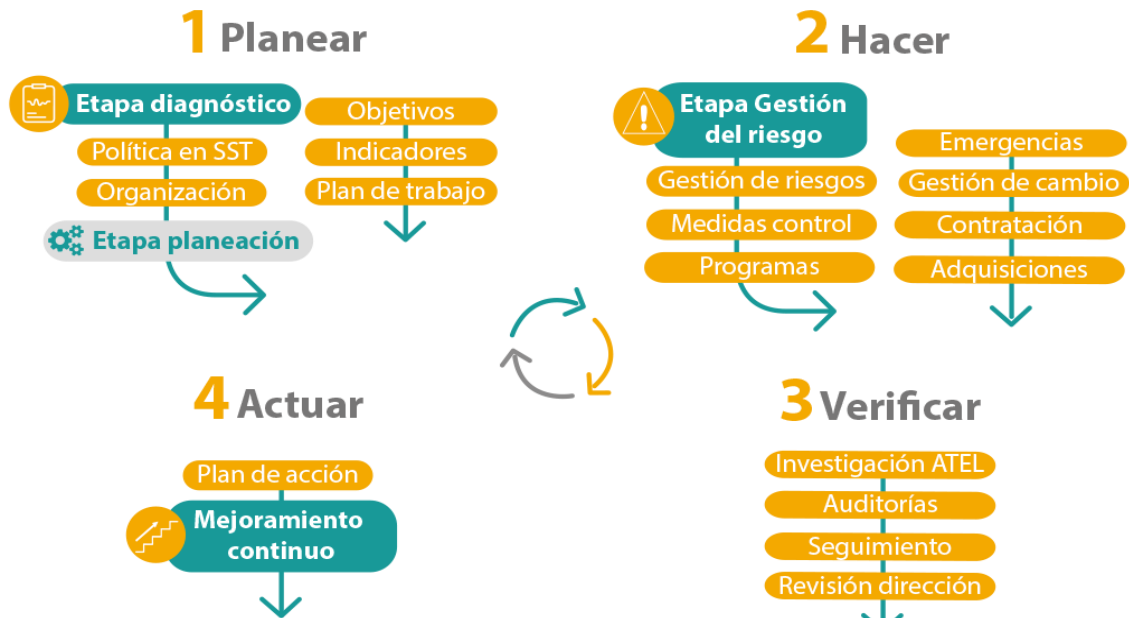 1 Planear
Etapa diagnóstico
Política en SST
Organización
Etapa planeación
Objetivos
Indicadores
Plan de trabajo
2 Hacer
Etapa Gestión
del riesgo
Gestión de riesgos
Medidas control
Programas
Emergencias
Gestión de cambio
Contratación
Adquisiciones
3 Verificar
Investigación ATEL
Auditorías
Seguimiento
Revisión dirección
4 Actuar
Plan de acción
Mejoramiento
continuo